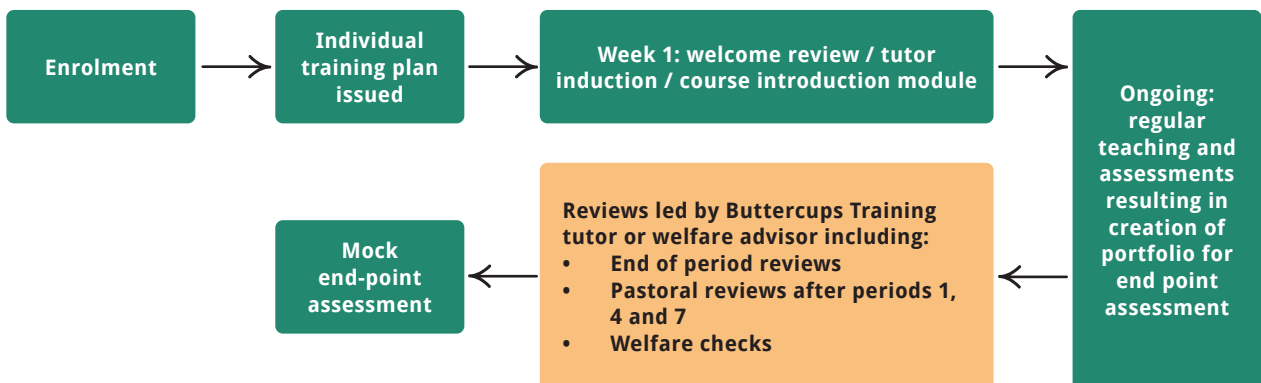 Enrolment
Individual
training plan
issued
Week 1: welcome review / tutor
induction / course introduction module
Ongoing:
regular
teaching and
assessments
resulting in
creation of
portfolio for
end point
assessment
Reviews led by Buttercups Training
tutor or welfare advisor including:
• End of period reviews
• Pastoral reviews after periods 1,
4 and 7
• Welfare checks
Mock
end-point
assessment